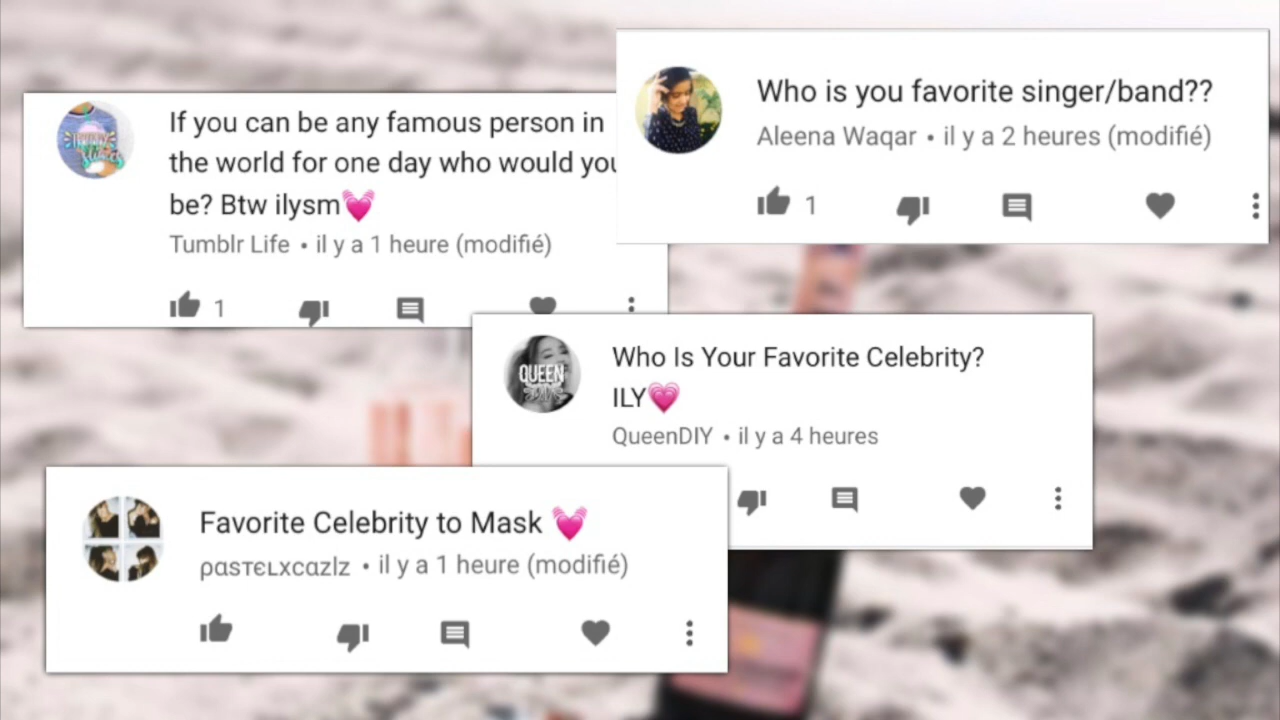 If you can be any famous person in
the world for one day who would you
be? Btw ilysm💓
Tumblr Life • il y a 1 heure (modifié)
1
Who is you favorite singer/band??
Aleena Waqar • il y a 2 heures (modifié)
1
QUEEN
Who Is Your Favorite Celebrity?
ILY💗
QueenDIY • il y a 4 heures
Favorite Celebrity to Mask 💓
ραѕтєʟxcαzlz • il y a 1 heure (modifié)